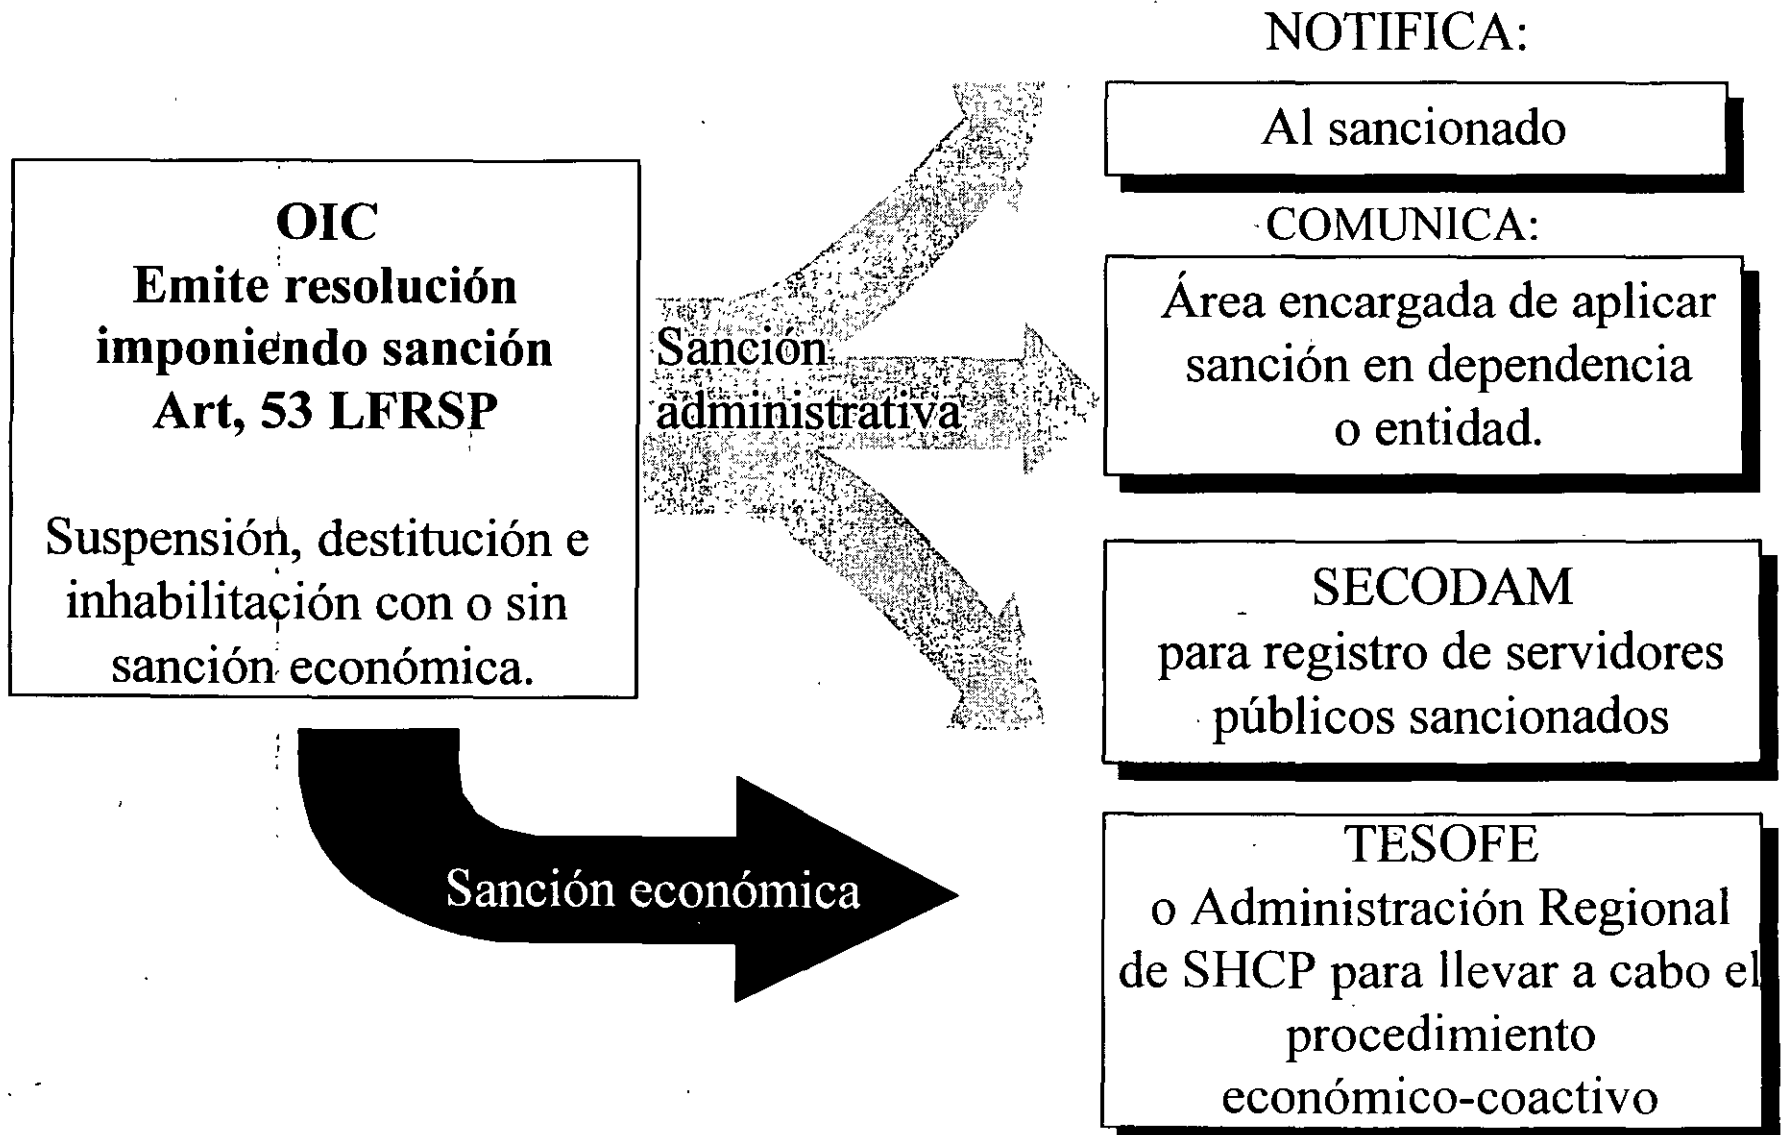 OIC
Emite resolución
imponiendo sanción
Art, 53 LFRSP
Suspensión, destitución e
inhabilitación con o sin
sanción económica.
Sanción
administrativa
Sanción económica
NOTIFICA:
Al sancionado
COMUNICA:
Área encargada de aplicar
sanción en dependencia
o entidad.
SECODAM
para registro de servidores
públicos sancionados
TESOFE
o Administración Regional
de SHCP para llevar a cabo el
procedimiento
económico-coactivo